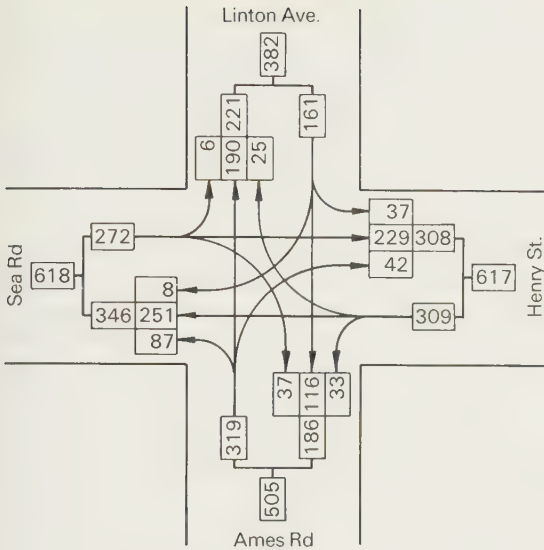 Linton Ave.
382
221 161
6 190 25
37
272 229 308
42
Sea Rd 618 617 Henry St.
8
346 251 309
87
37 116 33
319 186
505
Ames Rd